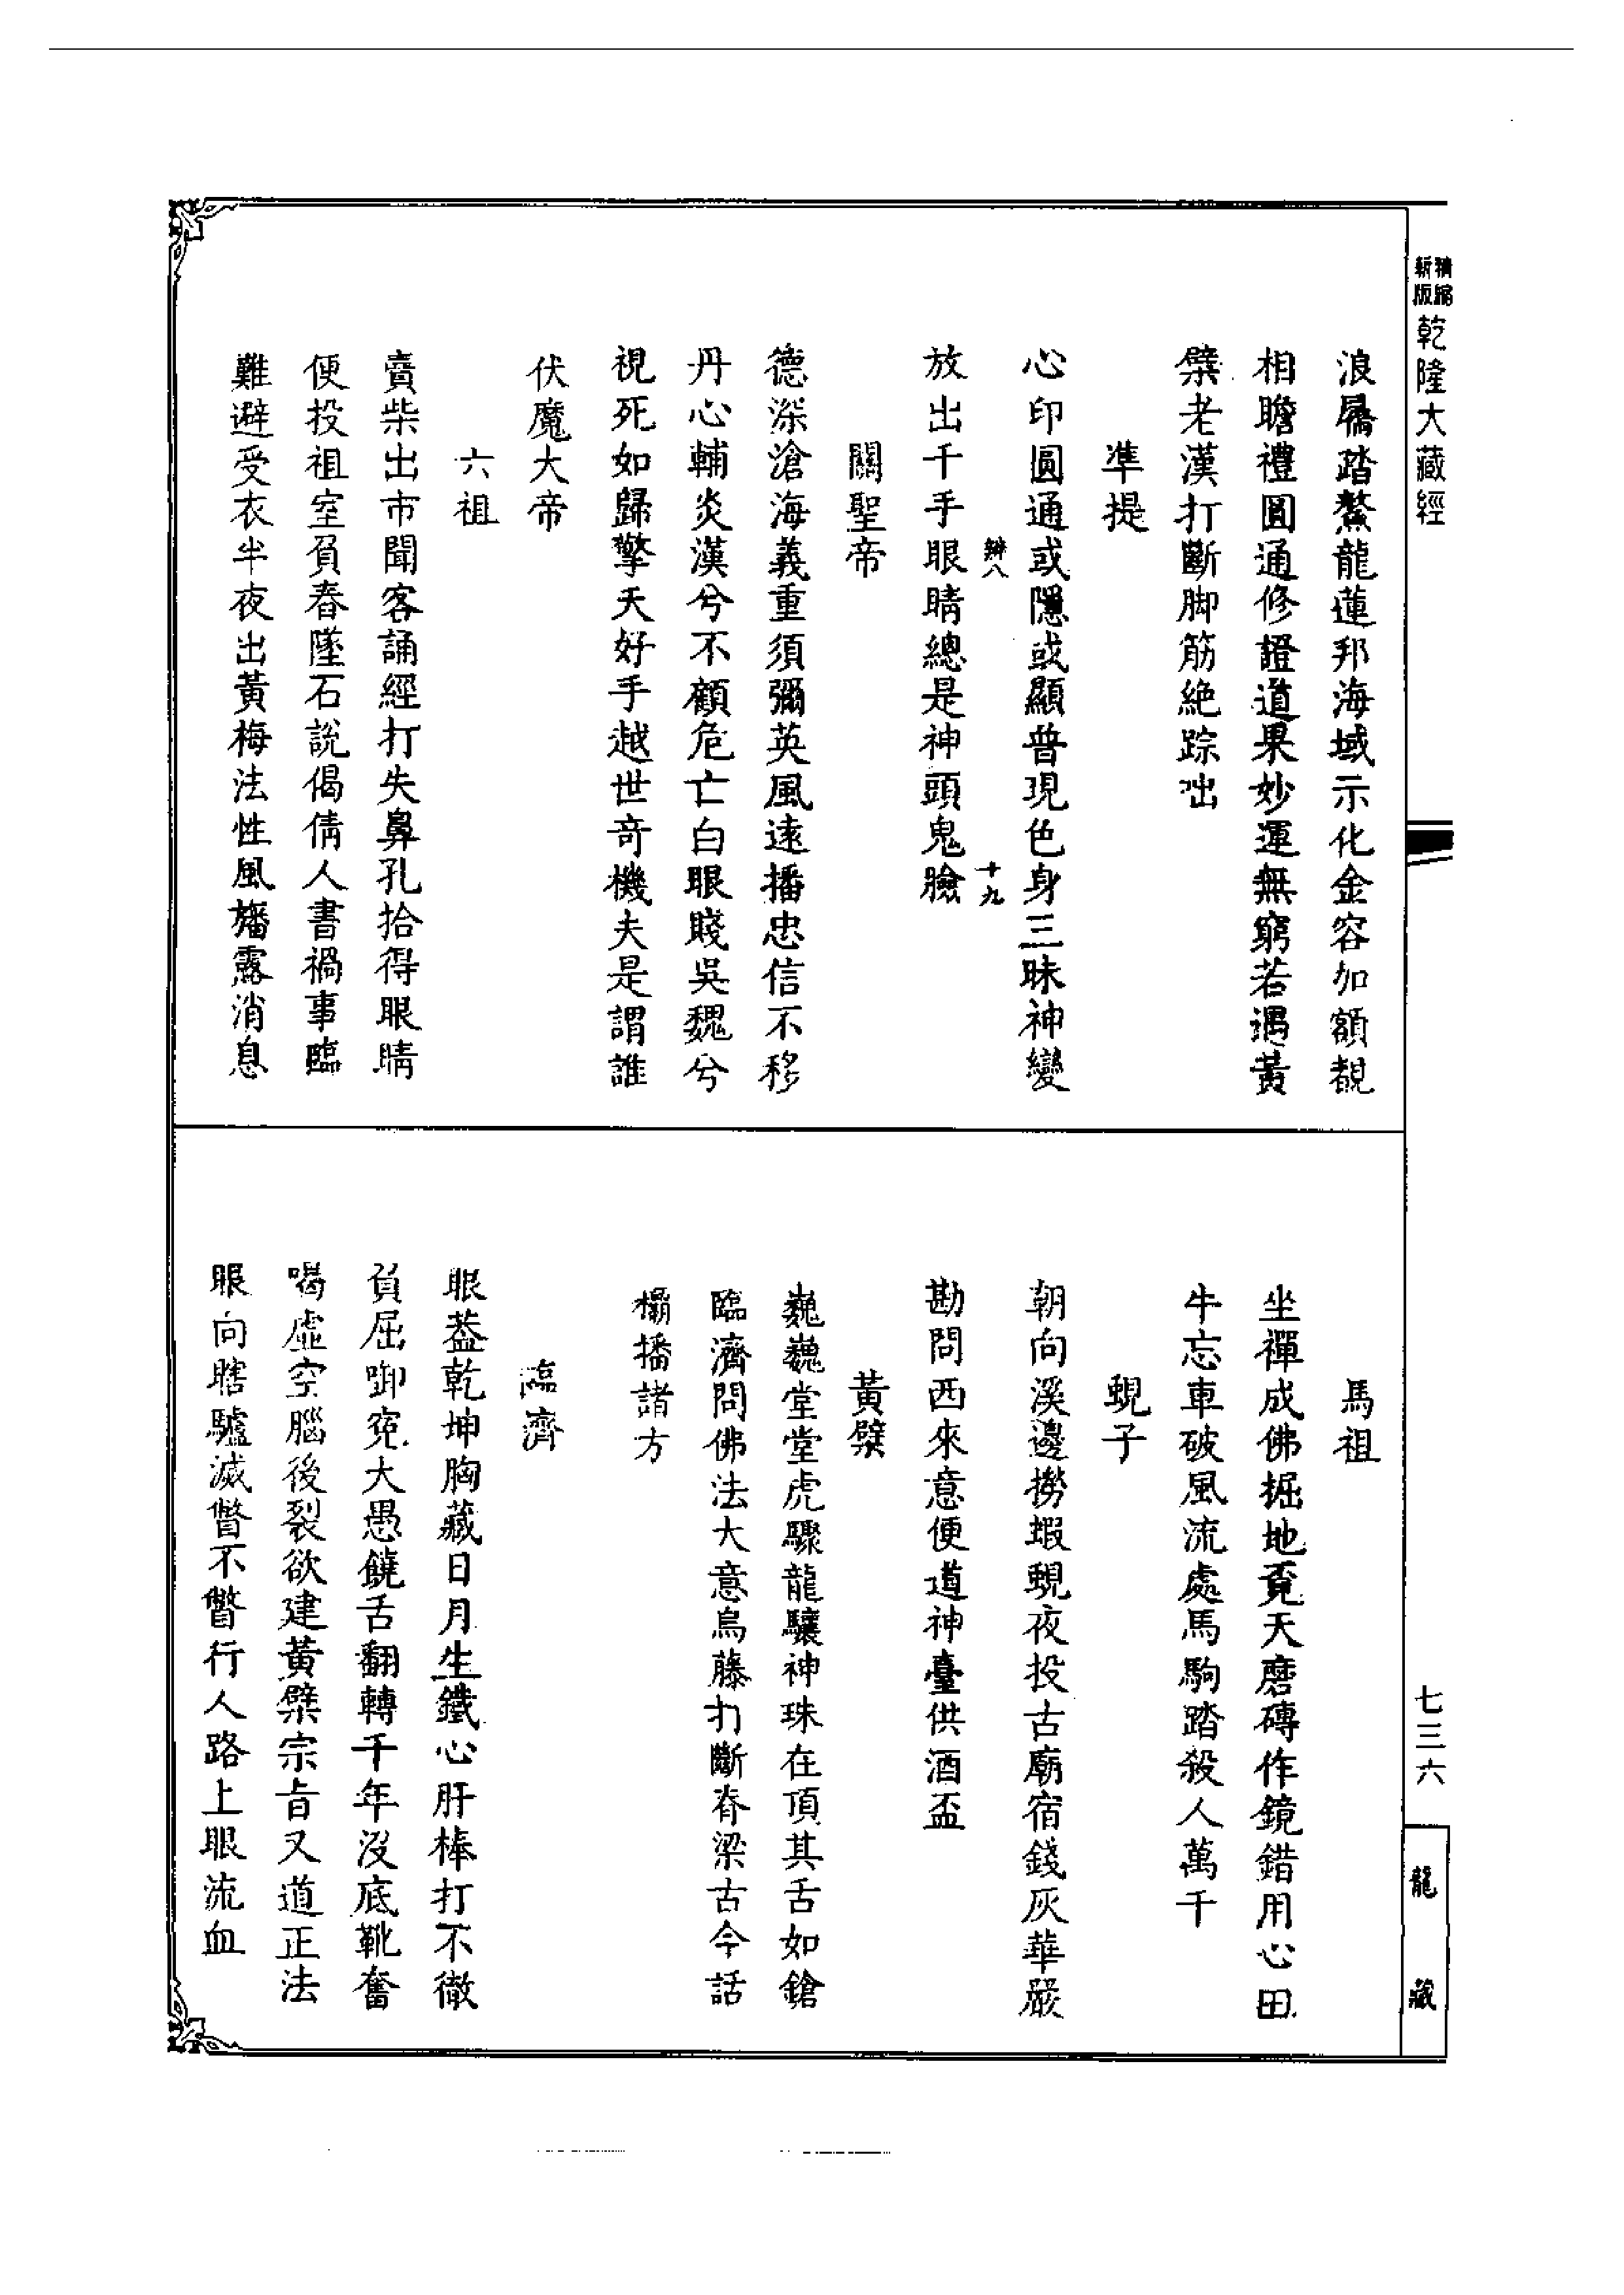 精縮
新版
乾隆大藏經
浪屩踏鰲龍蓮邦海域示化金容加額覩
相瞻禮圓通修證道果妙運無窮若遇黃
檗老漢打斷脚筋絶踪咄
準提
心印圓通或隱或顯普現色身三昧神變
辮八
十九
放出千手眼睛總是神頭鬼臉
關聖帝
德深滄海義重須彌英風遠播忠信不移
丹心輔炎漢兮不顧危亡白眼賤吳魏兮
視死如歸擎天好手越世奇機夫是謂誰
伏魔大帝
六祖
賣柴出市聞客誦經打失鼻孔拾得眼睛
便投祖室負舂墜石說偈倩人書禍事臨
難避受衣半夜出黃梅法性風旛露消息
馬祖
坐禪成佛掘地覓天磨磚作鏡錯用心田
牛忘車破風流處馬駒踏殺人萬千
蜆子
朝向溪邊撈蝦蜆夜投古廟宿錢灰華嚴
勘問西來意便道神臺供酒盃
黃檗
巍巍堂堂虎驟龍驤神珠在頂其舌如鎗
臨濟問佛法大意烏藤打斷脊梁古今話
欛播諸方
臨濟
眼葢乾坤胸藏日月生鐵心肝棒打不徹
負屈啣寃大愚饒舌翻轉千年沒底靴奮
喝虛空腦後裂欲建黃檗宗旨又道正法
眼向瞎驢滅瞥不瞥行人路上眼流血
七三六
龍藏